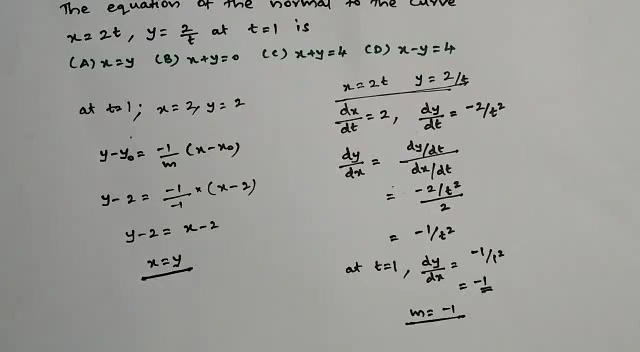 The equation of the normal to the curve
x = 2t, y = 2/t at t=1 is
(A) x=y (B) x+y=0 (C) x+y=4 (D) x-y=4
at t=1; x=2, y=2
y-y₀ = -1/m (x-x₀)
y-2 = -1/-1 × (x-2)
y-2 = x-2
x=y
x=2t y=2/t
dx/dt = 2, dy/dt = -2/t²
dy/dx = dy/dt / dx/dt
= -2/t² / 2
= -1/t²
at t=1, dy/dx = -1/1²
= -1
m = -1